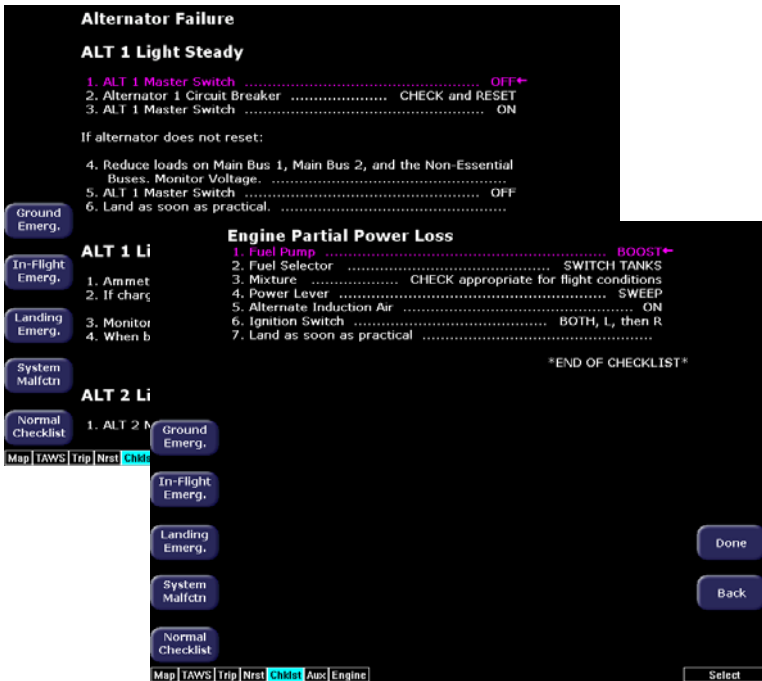 Alternator Failure
ALT 1 Light Steady
1. ALT 1 Master Switch .................................................. OFF←
2. Alternator 1 Circuit Breaker ..................... CHECK and RESET
3. ALT 1 Master Switch ................................................... ON
If alternator does not reset:
4. Reduce loads on Main Bus 1, Main Bus 2, and the Non-Essential
Buses. Monitor Voltage. ..................................................
5. ALT 1 Master Switch .................................................. OFF
6. Land as soon as practical. ................................................
ALT 1 Li
1. Ammet
2. If charg
3. Monitor
4. When b
ALT 2 Li
1. ALT 2 M
Ground
Emerg.
In-Flight
Emerg.
Landing
Emerg.
System
Malfctn
Normal
Checklist
Map TAWS Trip Nrst Chkls
Engine Partial Power Loss
1. Fuel Pump .............................................................. BOOST←
2. Fuel Selector ........................................... SWITCH TANKS
3. Mixture ........................ CHECK appropriate for flight conditions
4. Power Lever ......................................................... SWEEP
5. Alternate Induction Air ................................................ ON
6. Ignition Switch ..................................... BOTH, L, then R
7. Land as soon as practical .................................................
*END OF CHECKLIST*
Ground
Emerg.
In-Flight
Emerg.
Landing
Emerg.
System
Malfctn
Normal
Checklist
Done
Back
Map TAWS Trip Nrst Chklst Aux Engine
Select